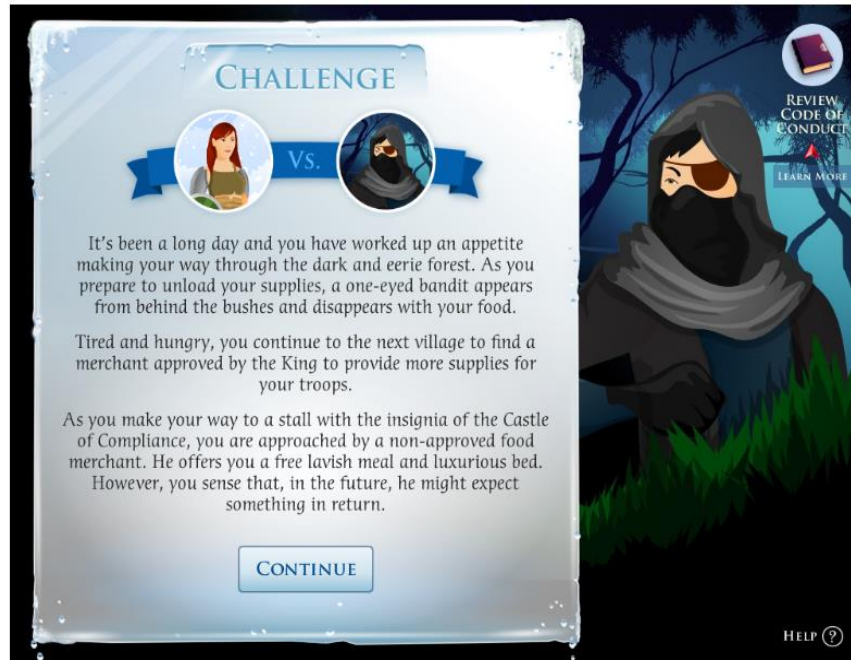 CHALLENGE
VS.
It's been a long day and you have worked up an appetite
making your way through the dark and eerie forest. As you
prepare to unload your supplies, a one-eyed bandit appears
from behind the bushes and disappears with your food.
Tired and hungry, you continue to the next village to find a
merchant approved by the King to provide more supplies for
your troops.
As you make your way to a stall with the insignia of the Castle
of Compliance, you are approached by a non-approved food
merchant. He offers you a free lavish meal and luxurious bed.
However, you sense that, in the future, he might expect
something in return.
CONTINUE
REVIEW
CODE OF
CONDUCT
LEARN MORE
HELP ?